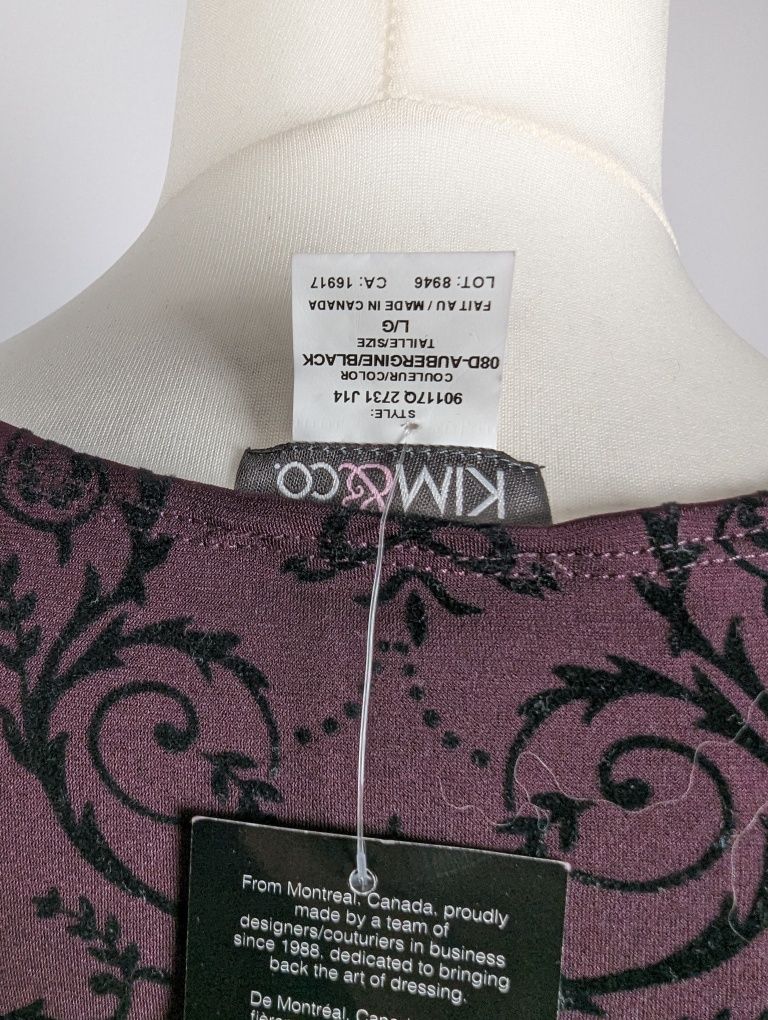 KIM&CO.
STYLE:
90117Q 2731 J14
COULEUR/COLOR
08D-AUBERGINE/BLACK
TAILLE/SIZE
L/G
FAIT AU / MADE IN CANADA
LOT: 8946 CA: 16917
From Montreal, Canada, proudly
made by a team of
designers/couturiers in business
since 1988, dedicated to bringing
back the art of dressing.
De Montréal,